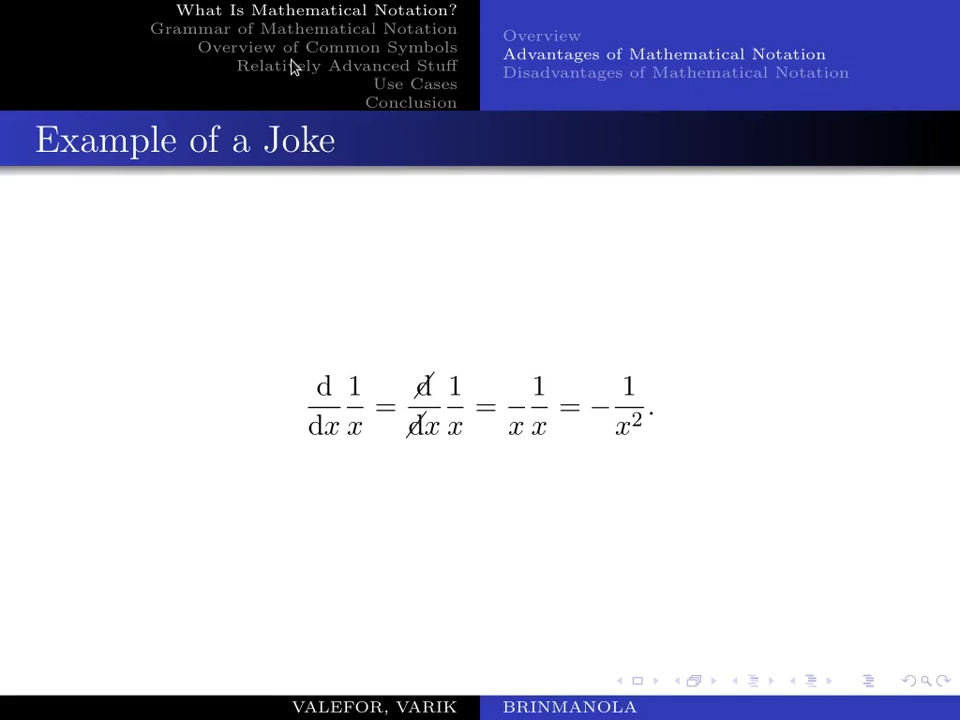 What Is Mathematical Notation?
Grammar of Mathematical Notation
Overview of Common Symbols
Relatively Advanced Stuff
Use Cases
Conclusion
Overview
Advantages of Mathematical Notation
Disadvantages of Mathematical Notation
Example of a Joke
d/dx 1/x = d̸/d̸x 1/x = −/x 1/x = − 1/x².
VALEFOR, VARIK
BRINMANOLA